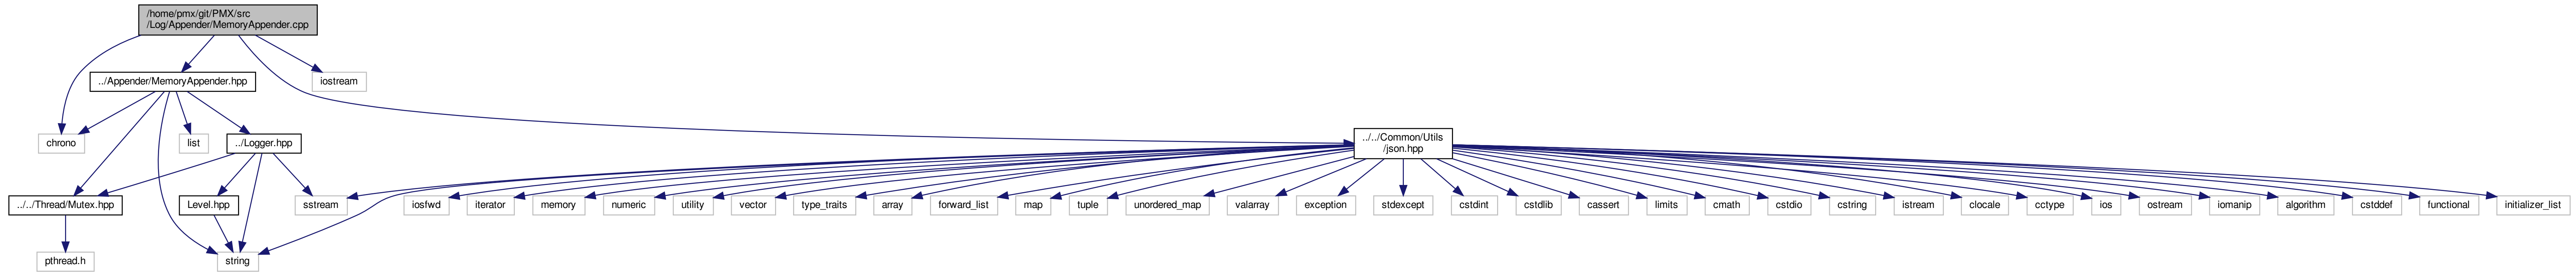 /home/pmx/git/PMX/src
/Log/Appender/MemoryAppender.cpp
../Appender/MemoryAppender.hpp
iostream
../../Common/Utils
/json.hpp
chrono
list
../Logger.hpp
../../Thread/Mutex.hpp
Level.hpp
sstream
iosfwd
iterator
memory
numeric
utility
vector
type_traits
array
forward_list
map
tuple
unordered_map
valarray
exception
stdexcept
cstdint
cstdlib
cassert
limits
cmath
cstdio
cstring
istream
clocale
cctype
ios
ostream
iomanip
algorithm
cstddef
functional
initializer_list
pthread.h
string